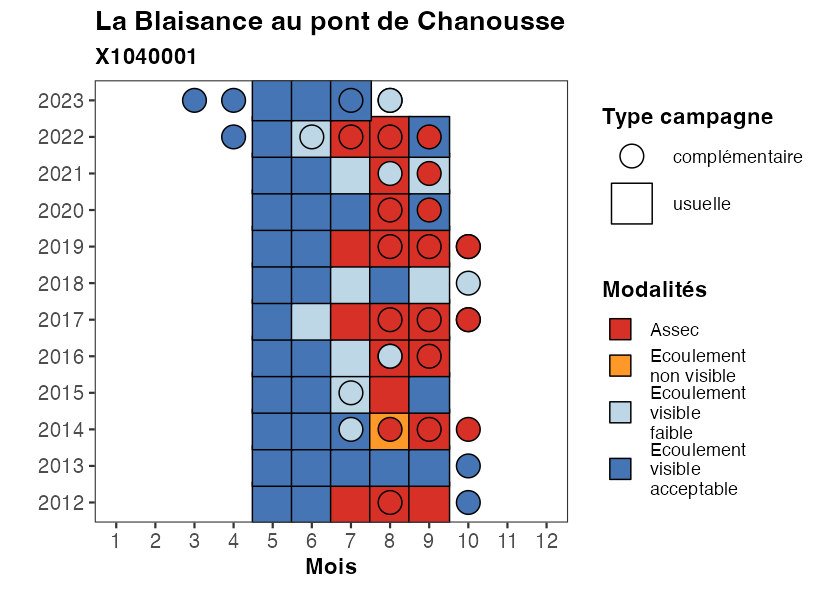 La Blaisance au pont de Chanousse
X1040001
2023
2022
2021
2020
2019
2018
2017
2016
2015
2014
2013
2012
1 2 3 4 5 6 7 8 9 10 11 12
Mois
Type campagne
complémentaire
usuelle
Modalités
Assec
Ecoulement
non visible
Ecoulement
visible
faible
Ecoulement
visible
acceptable